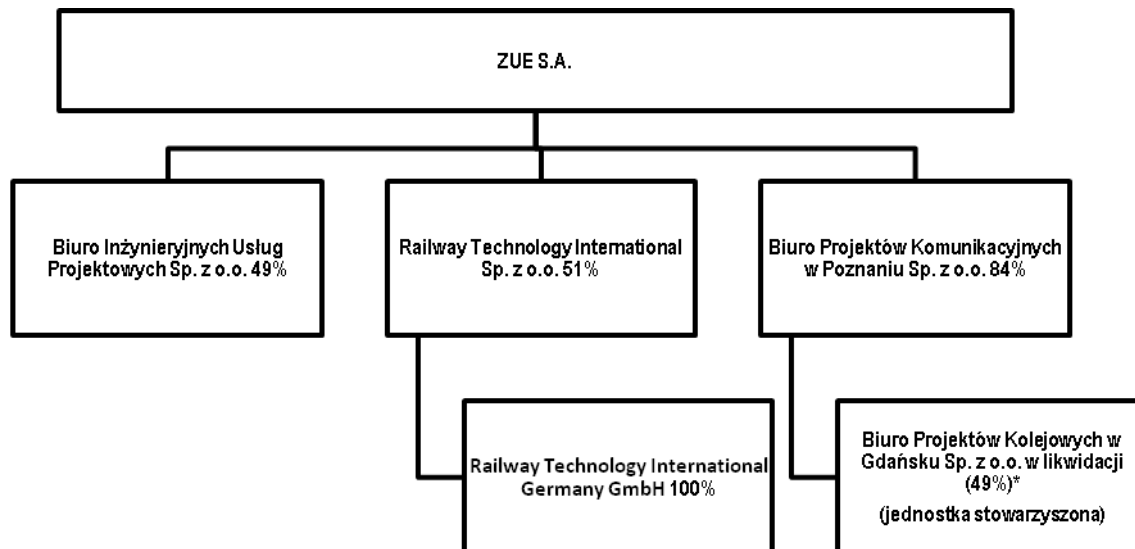 ZUE S.A.
Biuro Inżynieryjnych Usług
Projektowych Sp. z o.o. 49%
Railway Technology International
Sp. z o.o. 51%
Biuro Projektów Komunikacyjnych
w Poznaniu Sp. z o.o. 84%
Railway Technology International
Germany GmbH 100%
Biuro Projektów Kolejowych w
Gdańsku Sp. z o.o. w likwidacji
(49%)*
(jednostka stowarzyszona)